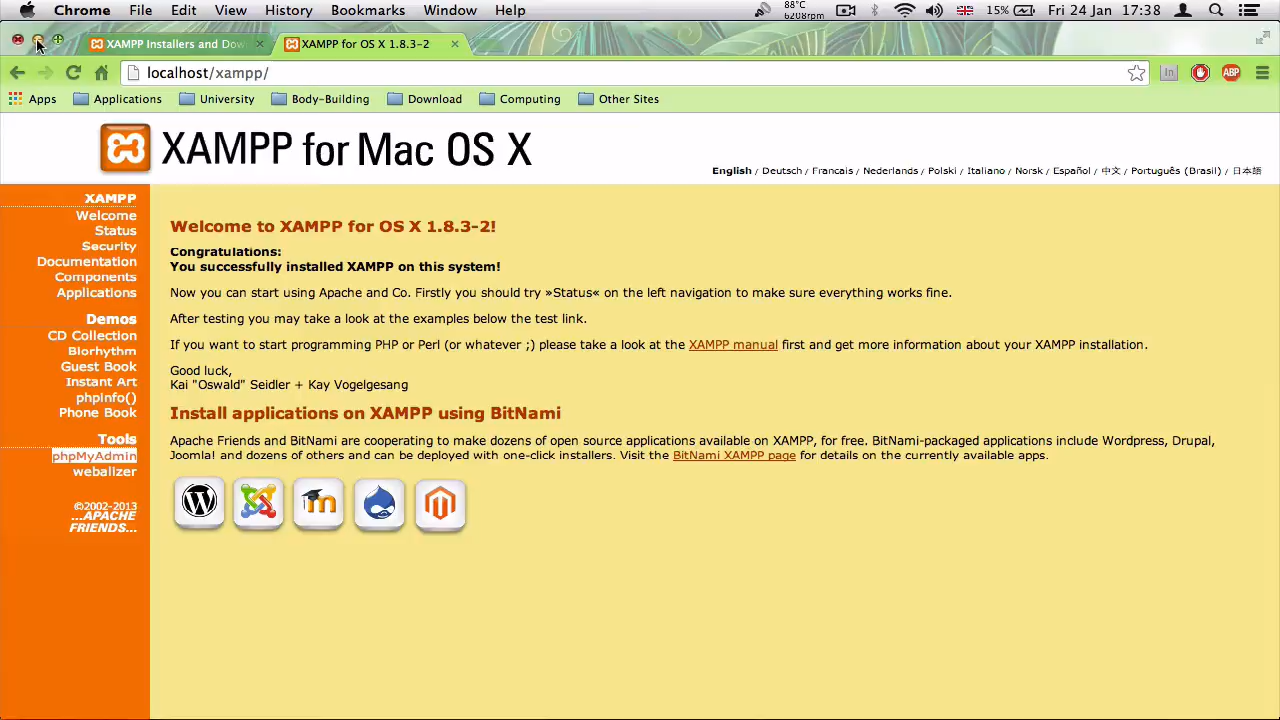 Chrome File Edit View History Bookmarks Window Help 88°C 6208rpm 15% Fri 24 Jan 17:38
XAMPP Installers and Dow XAMPP for OS X 1.8.3-2
localhost/xampp/ In ABP
Apps Applications University Body-Building Download Computing Other Sites
XAMPP for Mac OS X
English / Deutsch / Francais / Nederlands / Polski / Italiano / Norsk / Español / 中文 / Português (Brasil) / 日本語
XAMPP
Welcome
Status
Security
Documentation
Components
Applications
Demos
CD Collection
Biorhythm
Guest Book
Instant Art
phpinfo()
Phone Book
Tools
phpMyAdmin
webalizer
©2002-2013
...APACHE
FRIENDS...
Welcome to XAMPP for OS X 1.8.3-2!
Congratulations:
You successfully installed XAMPP on this system!
Now you can start using Apache and Co. Firstly you should try »Status« on the left navigation to make sure everything works fine.
After testing you may take a look at the examples below the test link.
If you want to start programming PHP or Perl (or whatever ;) please take a look at the XAMPP manual first and get more information about your XAMPP installation.
Good luck,
Kai "Oswald" Seidler + Kay Vogelgesang
Install applications on XAMPP using BitNami
Apache Friends and BitNami are cooperating to make dozens of open source applications available on XAMPP, for free. BitNami-packaged applications include Wordpress, Drupal,
Joomla! and dozens of others and can be deployed with one-click installers. Visit the BitNami XAMPP page for details on the currently available apps.